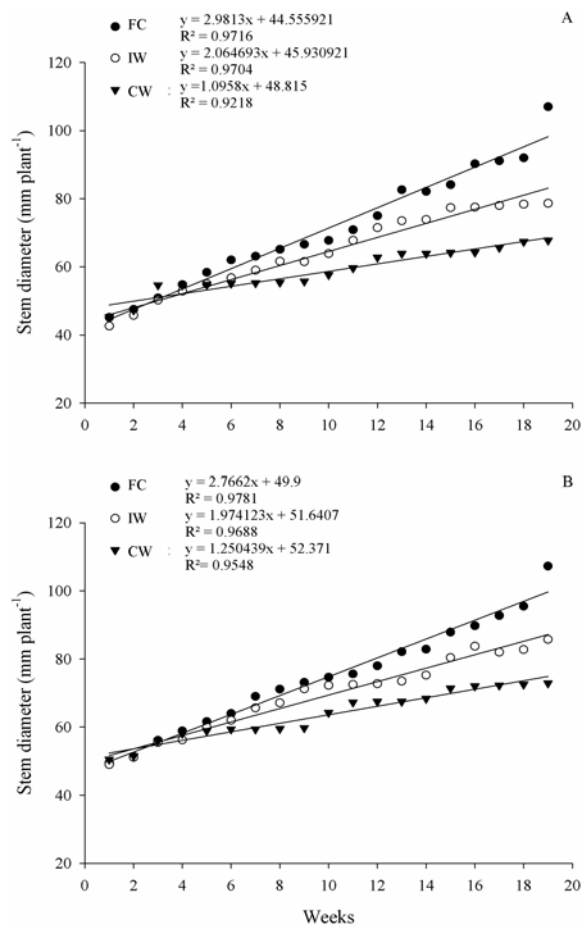 A
FC y = 2.9813x + 44.555921
R² = 0.9716
IW y = 2.064693x + 45.930921
R² = 0.9704
CW : y =1.0958x + 48.815
R² = 0.9218
120
100
80
60
40
20
Stem diameter (mm plant⁻¹)
0 2 4 6 8 10 12 14 16 18 20
B
FC y = 2.7662x + 49.9
R² = 0.9781
IW y = 1.974123x + 51.6407
R² = 0.9688
CW : y = 1.250439x + 52.371
R²= 0.9548
120
100
80
60
40
20
Stem diameter (mm plant⁻¹)
0 2 4 6 8 10 12 14 16 18 20
Weeks